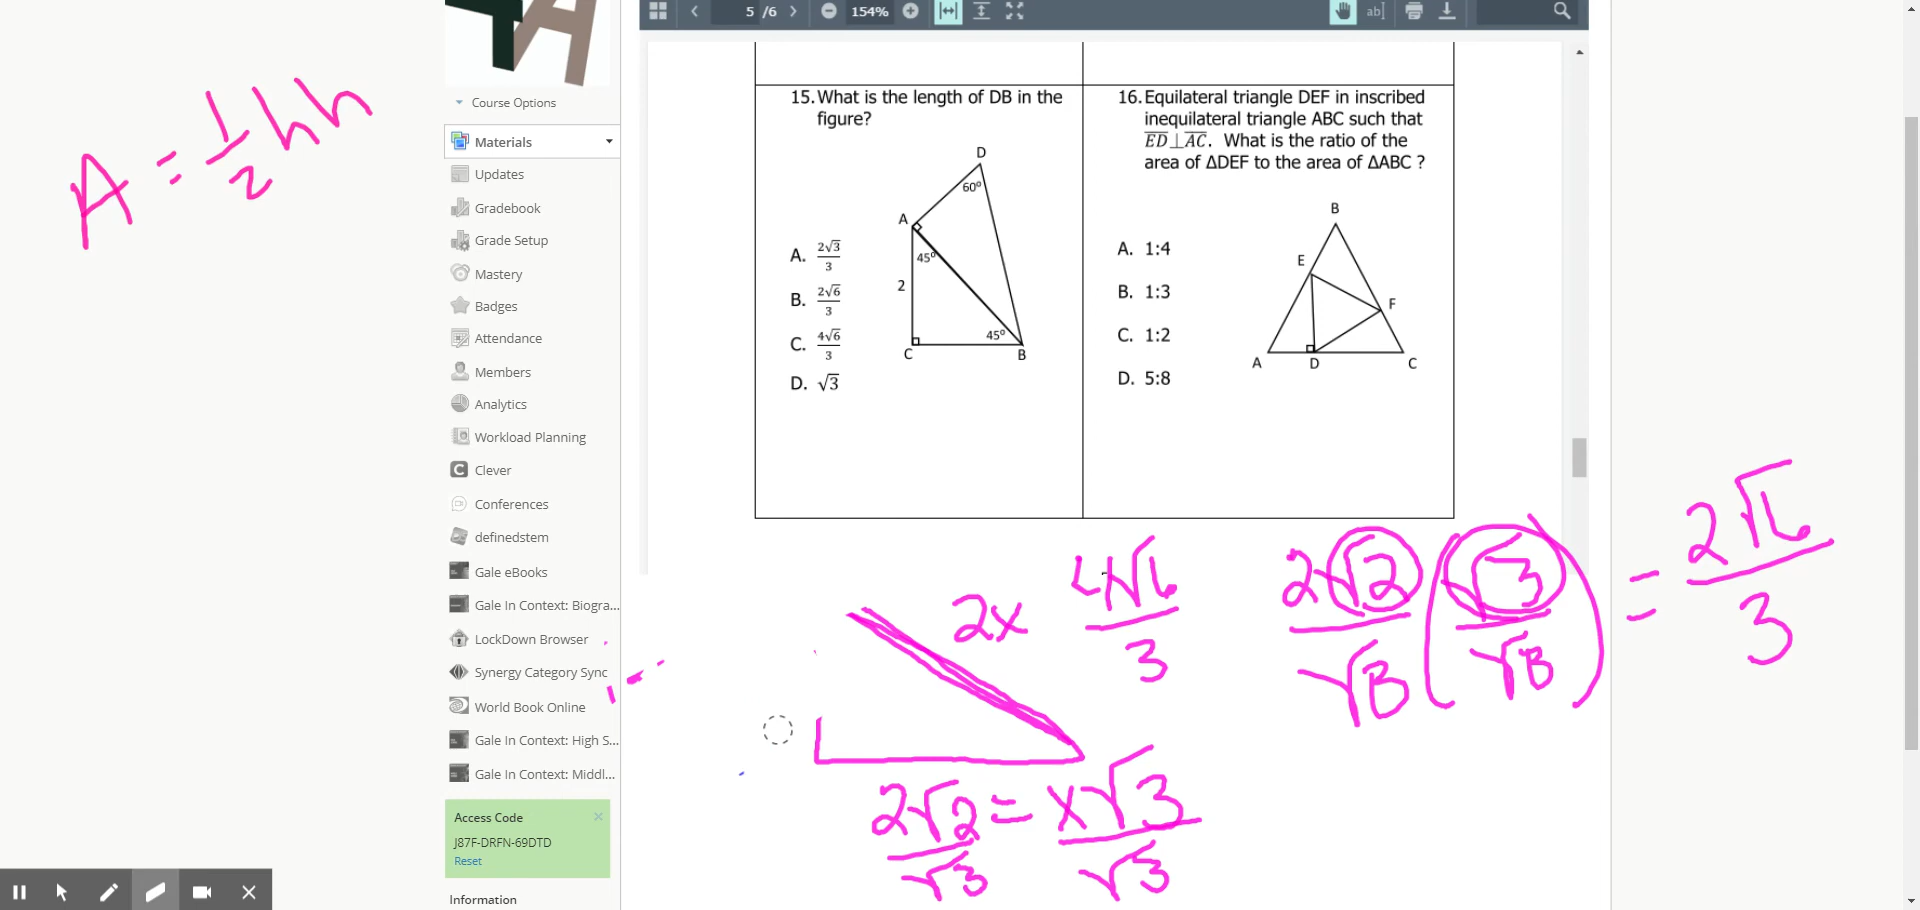 5 /6
154%
Course Options
Materials
Updates
Gradebook
Grade Setup
Mastery
Badges
Attendance
Members
Analytics
Workload Planning
Clever
Conferences
definedstem
Gale eBooks
Gale In Context: Biogra...
LockDown Browser
Synergy Category Sync
World Book Online
Gale In Context: High S...
Gale In Context: Middl...
Access Code
J87F-DRFN-69DTD
Reset
Information
15. What is the length of DB in the
figure?
A. 2√3/3
B. 2√6/3
C. 4√6/3
D. √3
D
60°
A
45°
2
45°
C
B
16. Equilateral triangle DEF in inscribed
inequilateral triangle ABC such that
ED⊥AC. What is the ratio of the
area of ΔDEF to the area of ΔABC ?
A. 1:4
B. 1:3
C. 1:2
D. 5:8
B
E
F
A
D
C
A = 1/2 h h
2x
4√6/3
2√2/√3 (√3/√3) = 2√6/3
2√2/√3 = x√3/√3